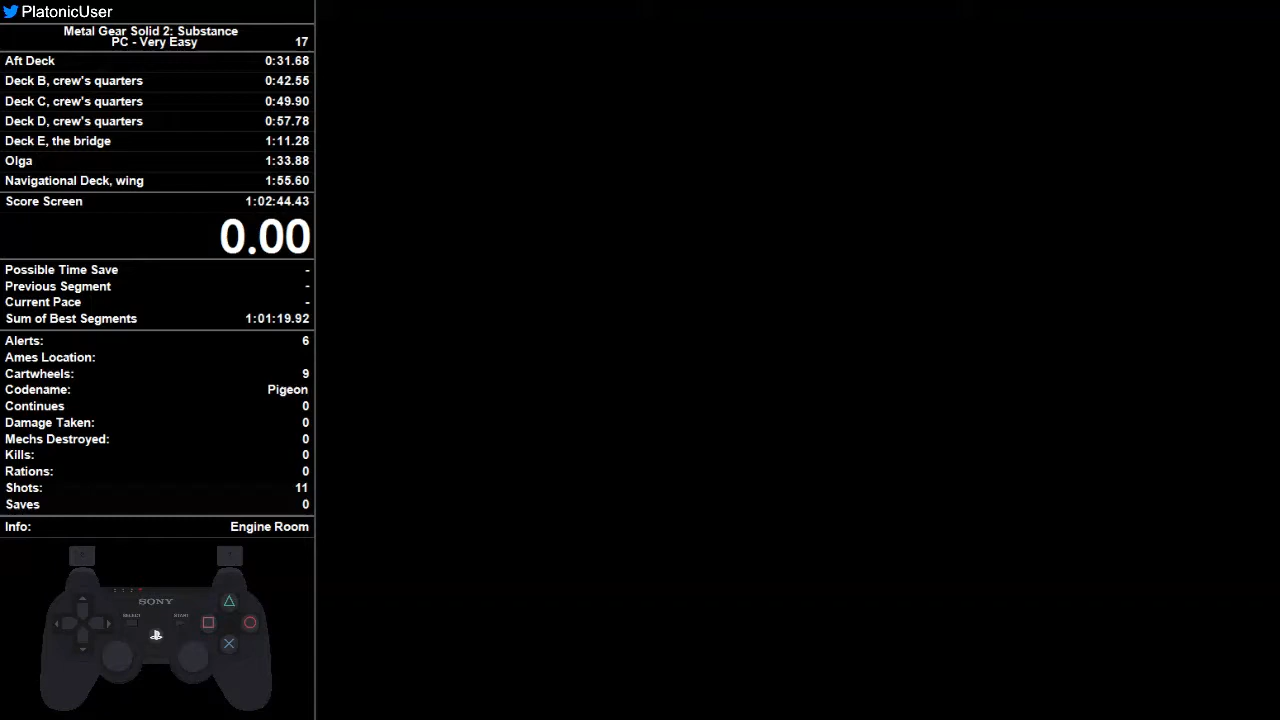 PlatonicUser
Metal Gear Solid 2: Substance
PC - Very Easy 17
Aft Deck 0:31.68
Deck B, crew's quarters 0:42.55
Deck C, crew's quarters 0:49.90
Deck D, crew's quarters 0:57.78
Deck E, the bridge 1:11.28
Olga 1:33.88
Navigational Deck, wing 1:55.60
Score Screen 1:02:44.43
0.00
Possible Time Save -
Previous Segment -
Current Pace -
Sum of Best Segments 1:01:19.92
Alerts: 6
Ames Location:
Cartwheels: 9
Codename: Pigeon
Continues 0
Damage Taken: 0
Mechs Destroyed: 0
Kills: 0
Rations: 0
Shots: 11
Saves 0
Info: Engine Room
SONY
SELECT START